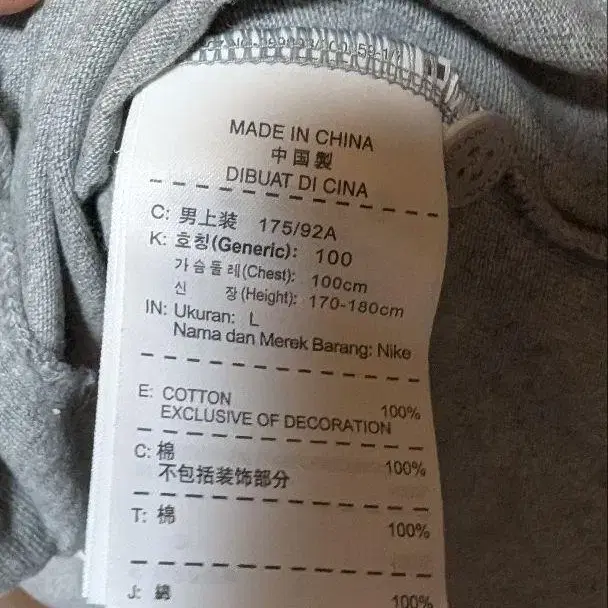 MADE IN CHINA
中国製
DIBUAT DI CINA
C: 男上装 175/92A
K: 호칭(Generic): 100
가슴둘레(Chest): 100cm
신 장(Height): 170-180cm
IN: Ukuran: L
Nama dan Merek Barang: Nike
E: COTTON 100%
EXCLUSIVE OF DECORATION
C: 棉 100%
不包括装饰部分
T: 棉 100%
J: 綿 100%